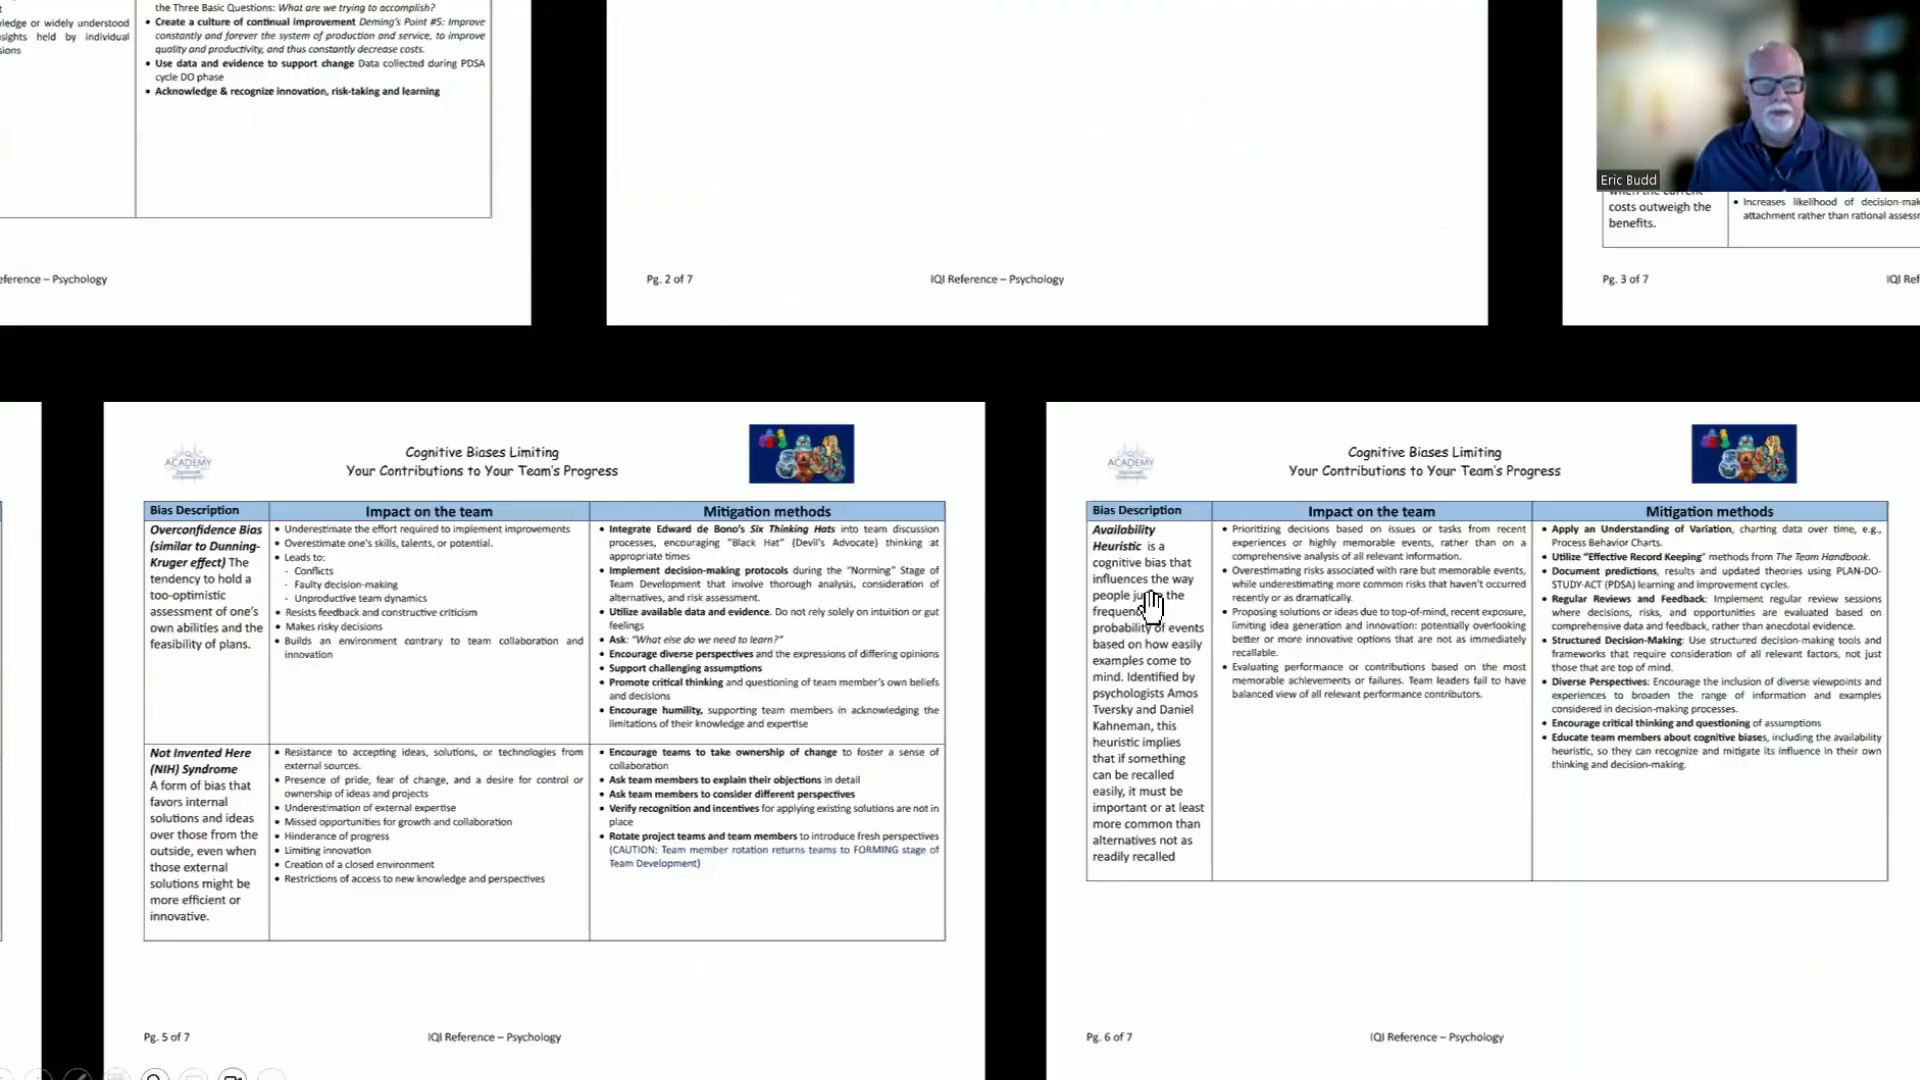 t
the Three Basic Questions: What are we trying to accomplish?
• Create a culture of continual improvement Deming's Point #5: Improve
constantly and forever the system of production and service, to improve
quality and productivity, and thus constantly decrease costs.
• Use data and evidence to support change Data collected during PDSA
cycle DO phase
• Acknowledge & recognize innovation, risk-taking and learning
ledge or widely understood
sights held by individual
sions
eference – Psychology
Pg. 2 of 7
IQI Reference – Psychology
Eric Budd
costs outweigh the
benefits.
• Increases likelihood of decision-mak
attachment rather than rational assessm
Pg. 3 of 7
IQI Ref
ACADEMY
Cognitive Biases Limiting
Your Contributions to Your Team's Progress
Bias Description
Impact on the team
Mitigation methods
Overconfidence Bias
(similar to Dunning-
Kruger effect) The
tendency to hold a
too-optimistic
assessment of one's
own abilities and the
feasibility of plans.
• Underestimate the effort required to implement improvements
• Overestimate one's skills, talents, or potential.
• Leads to:
- Conflicts
- Faulty decision-making
- Unproductive team dynamics
• Resists feedback and constructive criticism
• Makes risky decisions
• Builds an environment contrary to team collaboration and
innovation
• Integrate Edward de Bono's Six Thinking Hats into team discussion
processes, encouraging "Black Hat" (Devil's Advocate) thinking at
appropriate times
• Implement decision-making protocols during the "Norming" Stage of
Team Development that involve thorough analysis, consideration of
alternatives, and risk assessment.
• Utilize available data and evidence. Do not rely solely on intuition or gut
feelings
• Ask: "What else do we need to learn?"
• Encourage diverse perspectives and the expressions of differing opinions
• Support challenging assumptions
• Promote critical thinking and questioning of team member's own beliefs
and decisions
• Encourage humility, supporting team members in acknowledging the
limitations of their knowledge and expertise
Not Invented Here
(NIH) Syndrome
A form of bias that
favors internal
solutions and ideas
over those from the
outside, even when
those external
solutions might be
more efficient or
innovative.
• Resistance to accepting ideas, solutions, or technologies from
external sources.
• Presence of pride, fear of change, and a desire for control or
ownership of ideas and projects
• Underestimation of external expertise
• Missed opportunities for growth and collaboration
• Hinderance of progress
• Limiting innovation
• Creation of a closed environment
• Restrictions of access to new knowledge and perspectives
• Encourage teams to take ownership of change to foster a sense of
collaboration
• Ask team members to explain their objections in detail
• Ask team members to consider different perspectives
• Verify recognition and incentives for applying existing solutions are not in
place
• Rotate project teams and team members to introduce fresh perspectives
(CAUTION: Team member rotation returns teams to FORMING stage of
Team Development)
Pg. 5 of 7
IQI Reference – Psychology
ACADEMY
Cognitive Biases Limiting
Your Contributions to Your Team's Progress
Bias Description
Impact on the team
Mitigation methods
Availability
Heuristic is a
cognitive bias that
influences the way
people the
probability of events
based on how easily
examples come to
mind. Identified by
psychologists Amos
Tversky and Daniel
Kahneman, this
heuristic implies
that if something
can be recalled
easily, it must be
important or at least
more common than
alternatives not as
readily recalled
• Prioritizing decisions based on issues or tasks from recent
experiences or highly memorable events, rather than on a
comprehensive analysis of all relevant information.
• Overestimating risks associated with rare but memorable events,
while underestimating more common risks that haven't occurred
recently or as dramatically.
• Proposing solutions or ideas due to top-of-mind, recent exposure,
limiting idea generation and innovation: potentially overlooking
better or more innovative options that are not as immediately
recallable.
• Evaluating performance or contributions based on the most
memorable achievements or failures. Team leaders fail to have
balanced view of all relevant performance contributors.
• Apply an Understanding of Variation, charting data over time, e.g.,
Process Behavior Charts.
• Utilize "Effective Record Keeping" methods from The Team Handbook.
• Document predictions, results and updated theories using PLAN-DO-
STUDY-ACT (PDSA) learning and improvement cycles.
• Regular Reviews and Feedback: Implement regular review sessions
where decisions, risks, and opportunities are evaluated based on
comprehensive data and feedback, rather than anecdotal evidence.
• Structured Decision-Making: Use structured decision-making tools and
frameworks that require consideration of all relevant factors, not just
those that are top of mind.
• Diverse Perspectives: Encourage the inclusion of diverse viewpoints and
experiences to broaden the range of information and examples
considered in decision-making processes.
• Encourage critical thinking and questioning of assumptions
• Educate team members about cognitive biases, including the availability
heuristic, so they can recognize and mitigate its influence in their own
thinking and decision-making.
Pg. 6 of 7
IQI Reference – Psychology